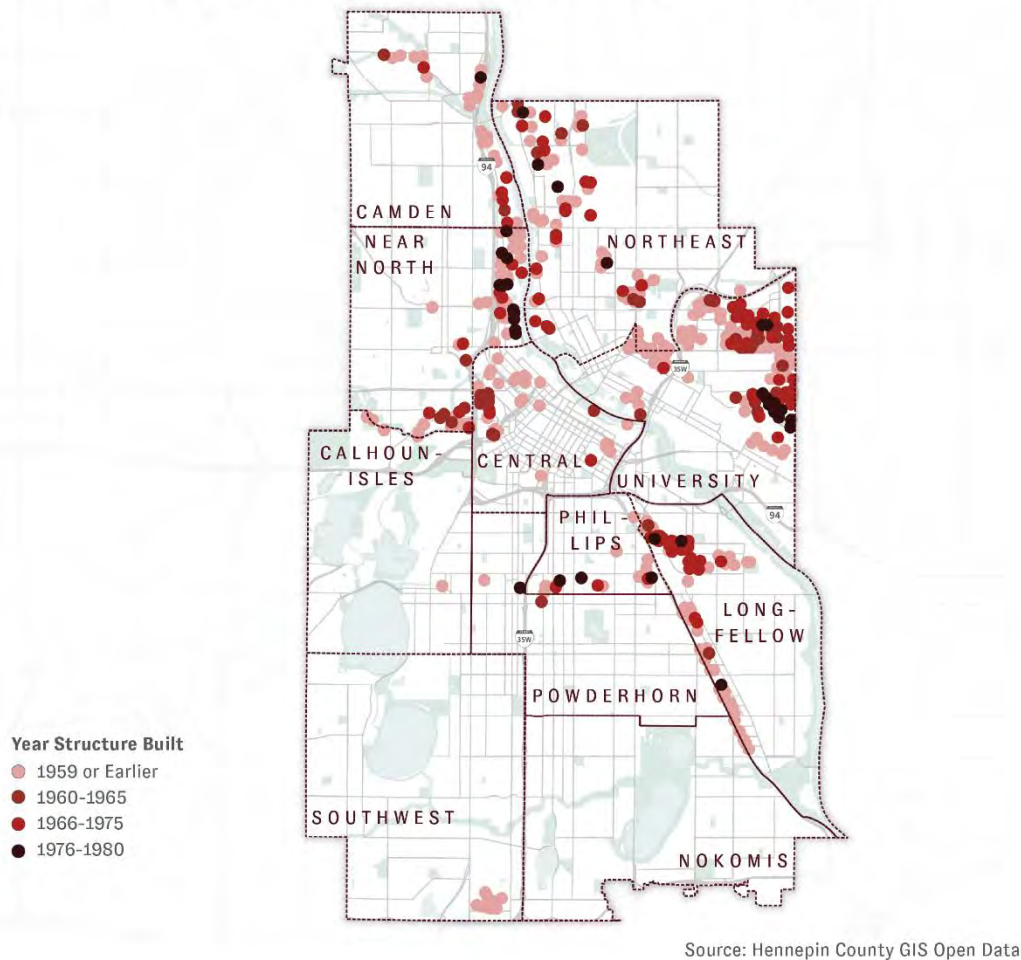 94
CAMDEN
NEAR
NORTH
NORTHEAST
35W
CALHOUN-
ISLES
CENTRAL
UNIVERSITY
94
PHIL-
LIPS
LONG-
FELLOW
35W
POWDERHORN
SOUTHWEST
NOKOMIS
Year Structure Built
1959 or Earlier
1960-1965
1966-1975
1976-1980
Source: Hennepin County GIS Open Data